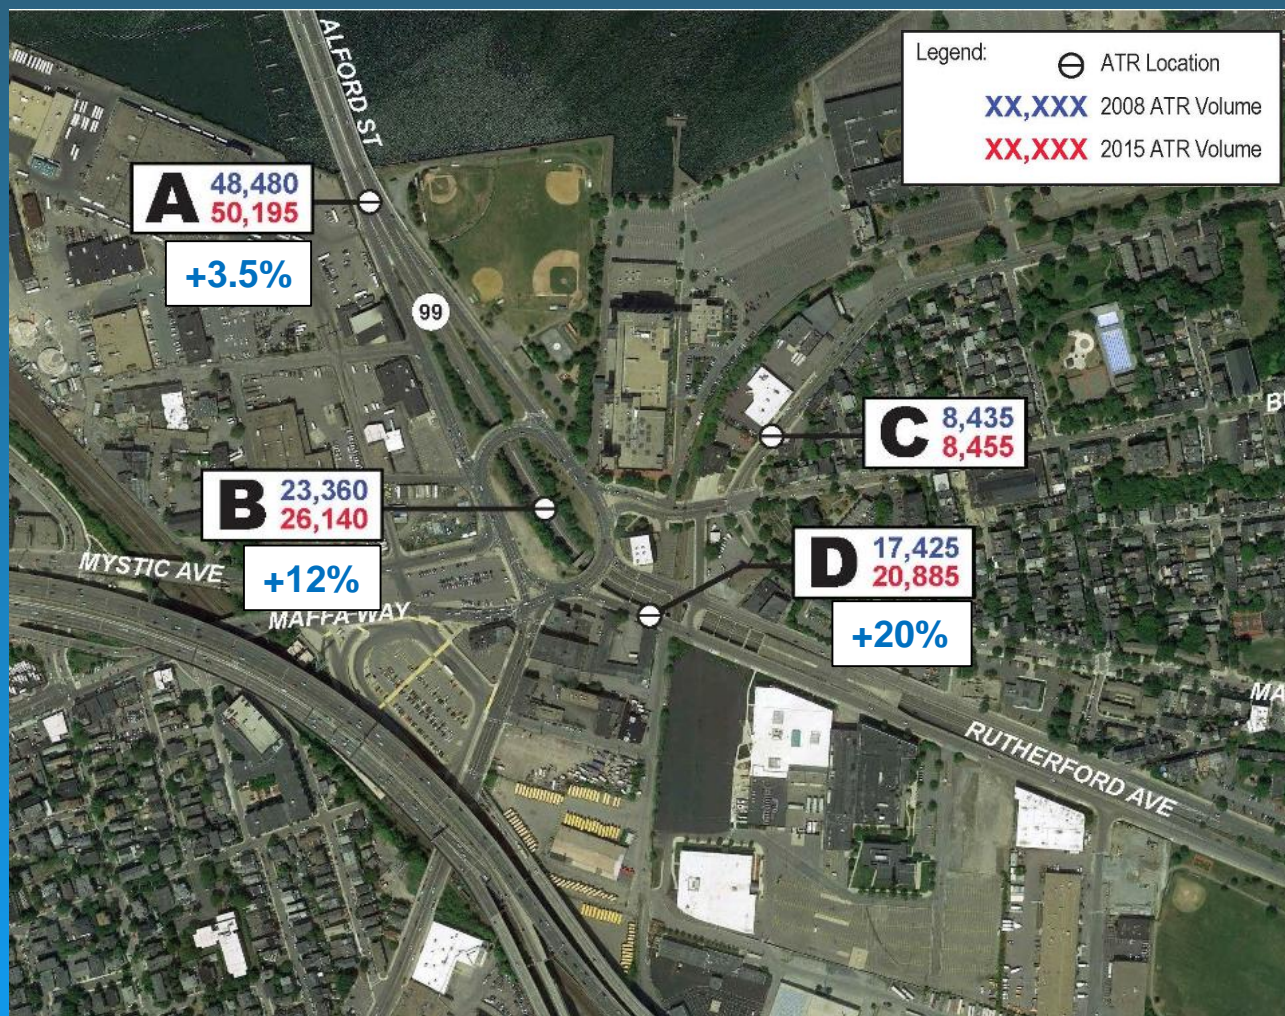 ALFORD ST
Legend:
ATR Location
XX,XXX 2008 ATR Volume
XX,XXX 2015 ATR Volume
A 48,480
50,195
+3.5%
99
C 8,435
8,455
B 23,360
26,140
+12%
D 17,425
20,885
+20%
MYSTIC AVE
MAFFA WAY
RUTHERFORD AVE